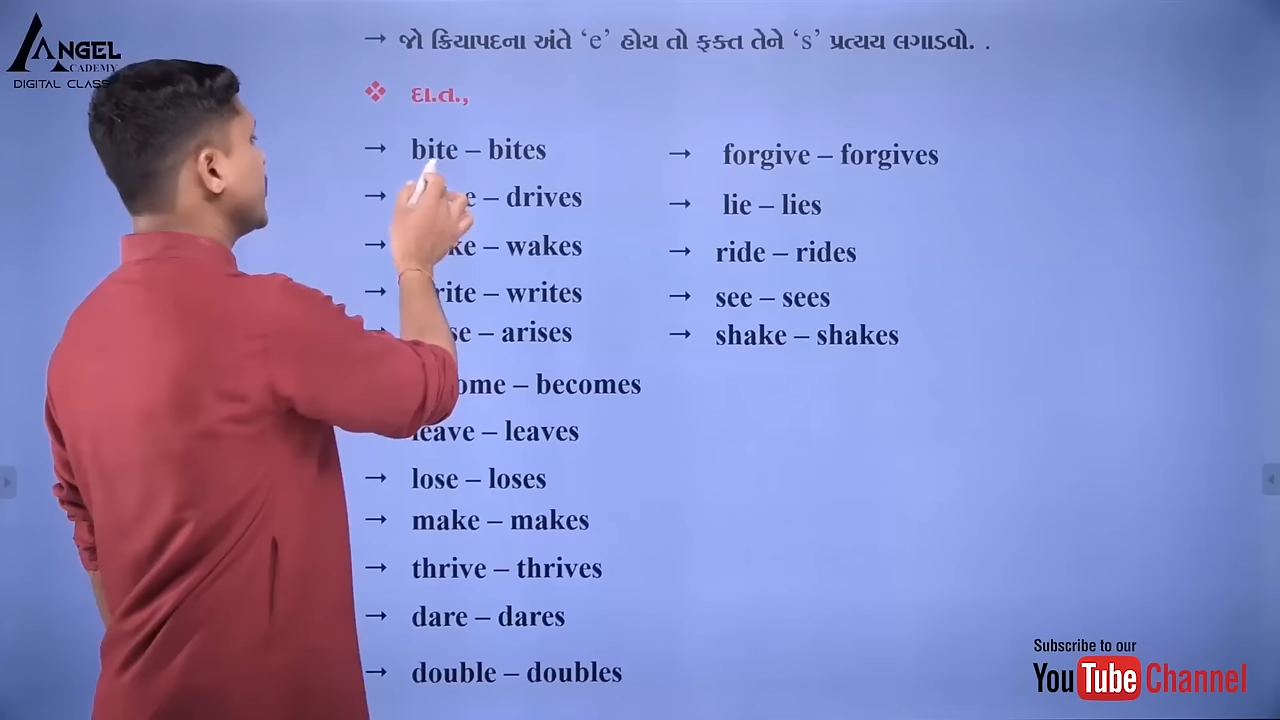 ANGEL
ACADEMY
DIGITAL CLASS
→ જો ક્રિયાપદના અંતે ‘e’ હોય તો ફક્ત તેને ‘s’ પ્રત્યય લગાડવો. .
❖ દા.ત.,
→ bite – bites
→ – drives
→ – wakes
→ – writes
→ – arises
– becomes
leave – leaves
→ lose – loses
→ make – makes
→ thrive – thrives
→ dare – dares
→ double – doubles
→ forgive – forgives
→ lie – lies
→ ride – rides
→ see – sees
→ shake – shakes
Subscribe to our
YouTube Channel